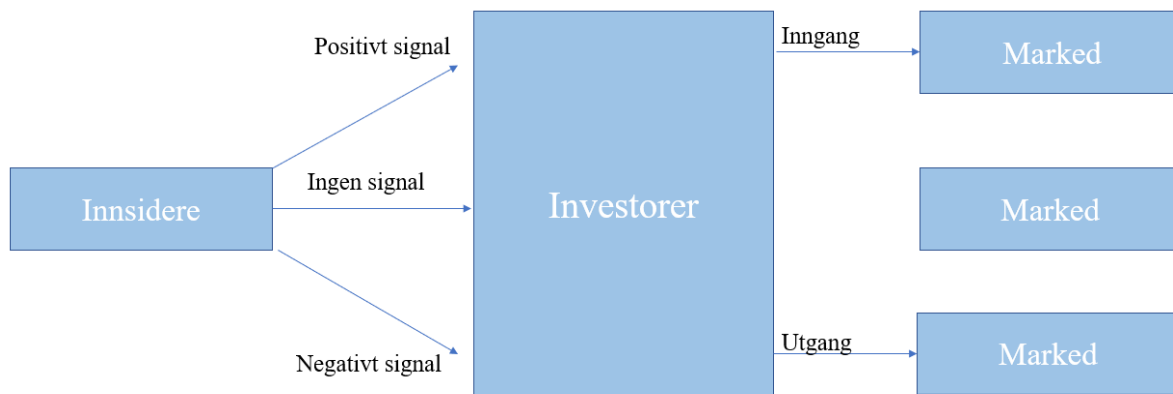 Positivt signal
Inngang
Marked
Innsidere
Ingen signal
Investorer
Marked
Negativt signal
Utgang
Marked